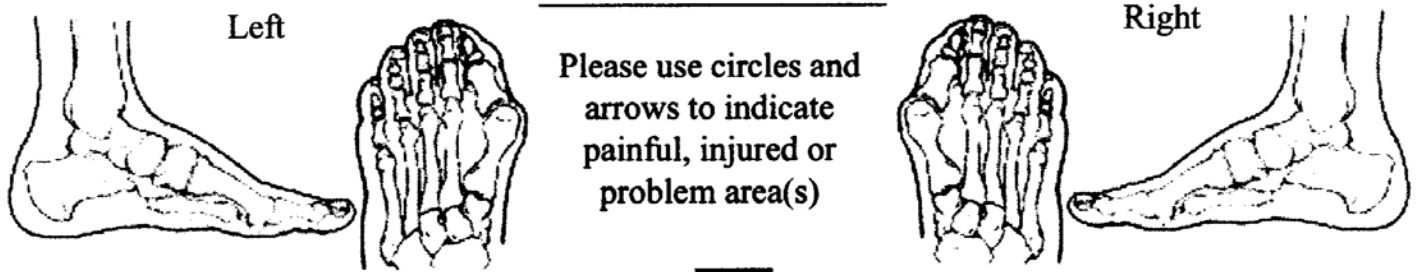 Left
Please use circles and
arrows to indicate
painful, injured or
problem area(s)
Right